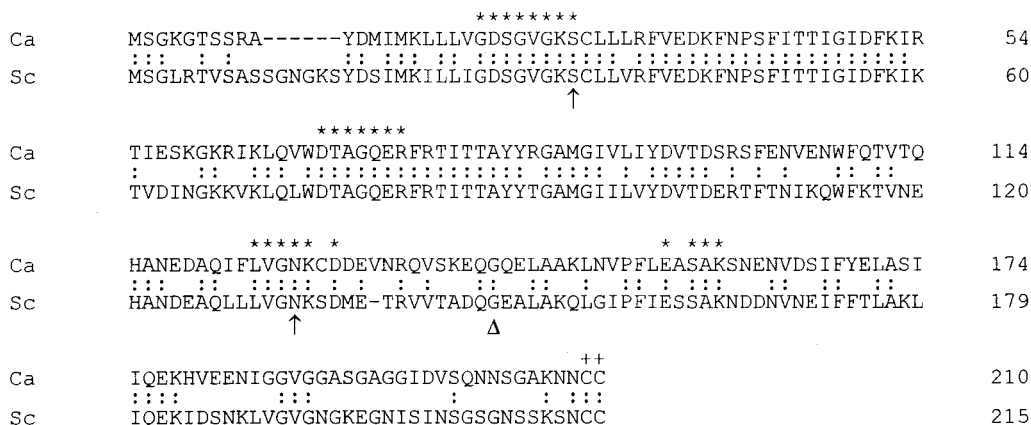 * * * * * * * * *
Ca MSGKGTSSRA------YDMIMKLLLVGDSGVGKSCLLLRFVEDKFNPSFITTIGIDFKIR 54
:::  : :        :: ::: :: ::::::::::: :::::::::::::::::::::
Sc MSGLRTVSASSGNGKSYDSIMKILLIGDSGVGKSCLLVRFVEDKFNPSFITTIGIDFKIK 60
↑
* * * * * * *
Ca TIESKGKRIKLQVWDTAGQERFRTITTAYYRGAMGIVLIYDVTDSRSFENVENWFQTVTQ 114
:    ::  ::: :::::::::::::::: ::::: : :::::   :    :: ::
Sc TVDINGKKVKLQLWDTAGQERFRTITTAYYTGAMGIILVYDVTDERTFTNIKQWFKTVNE 120
* * * * * * * * * *
Ca HANEDAQIFLVGNKCDDEVNRQVSKEQGQELAAKLNVPFLEASAKSNENVDSIFYELASI 174
:::  ::  ::::: :  :   :   ::  ::  :  ::  : :::   ::  ::  ::
Sc HANDEAQLLLVGNKSDME-TRVVTADQGEALAKQLGIPFIESSAKNDDNVNEIFFTLAKL 179
↑ Δ
++
Ca IQEKHVEENIGGVGGASGAGGIDVSQNNSGAKNNCC 210
::::       :::          :     :  :::
Sc IQEKIDSNKLVGVGNGKEGNISINSGSGNSSKSNCC 215